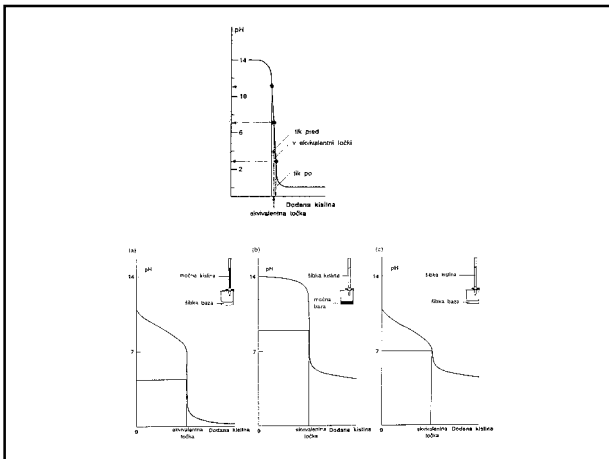 pH
14
10
6
2
tik pred
v ekvivalentni točki
tik po
Dodana kislina
ekvivalentna točka
(a)
pH
14
7
0
močna kislina
šibka baza
ekvivalentna
točka
Dodana kislina
(b)
pH
14
7
0
šibka kislina
močna
baza
ekvivalentna
točka
Dodana kislina
(c)
pH
14
7
0
šibka kislina
šibka baza
ekvivalentna
točka
Dodana kislina